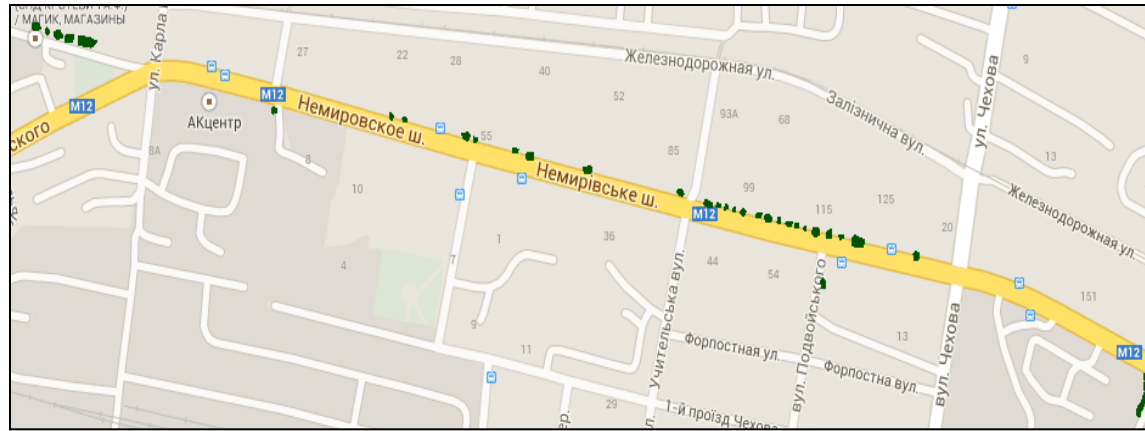 / МАГИК, МАГАЗИНЫ
ул. Карла
27
22
28
40
52
Железнодорожная ул.
ул. Чехова
9
М12
М12
АКцентр
Немировское ш.
55
93А
68
Залізнична вул.
ского
8А
8
10
85
99
13
Немирівське ш.
М12
115
125
20
Железнодорожная ул.
1
36
4
7
44
54
151
9
11
13
Учительська вул.
вул. Подвойського
вул. Чехова
М12
Форпостная ул.
Форпостна вул.
29
1-й проїзд Чехова
ер.